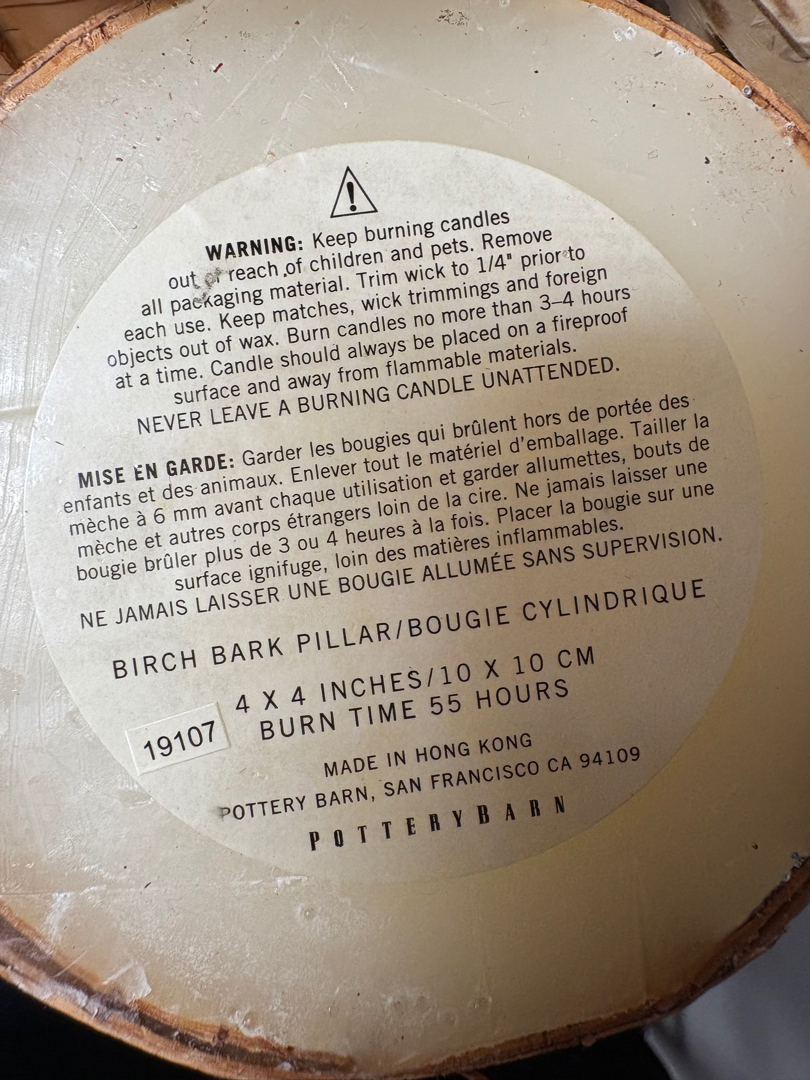 WARNING: Keep burning candles
out of reach of children and pets. Remove
all packaging material. Trim wick to 1/4" prior to
each use. Keep matches, wick trimmings and foreign
objects out of wax. Burn candles no more than 3–4 hours
at a time. Candle should always be placed on a fireproof
surface and away from flammable materials.
NEVER LEAVE A BURNING CANDLE UNATTENDED.
MISE EN GARDE: Garder les bougies qui brûlent hors de portée des
enfants et des animaux. Enlever tout le matériel d'emballage. Tailler la
mèche à 6 mm avant chaque utilisation et garder allumettes, bouts de
mèche et autres corps étrangers loin de la cire. Ne jamais laisser une
bougie brûler plus de 3 ou 4 heures à la fois. Placer la bougie sur une
surface ignifuge, loin des matières inflammables.
NE JAMAIS LAISSER UNE BOUGIE ALLUMÉE SANS SUPERVISION.
BIRCH BARK PILLAR/BOUGIE CYLINDRIQUE
4 X 4 INCHES/10 X 10 CM
BURN TIME 55 HOURS
19107
MADE IN HONG KONG
POTTERY BARN, SAN FRANCISCO CA 94109
POTTERYBARN